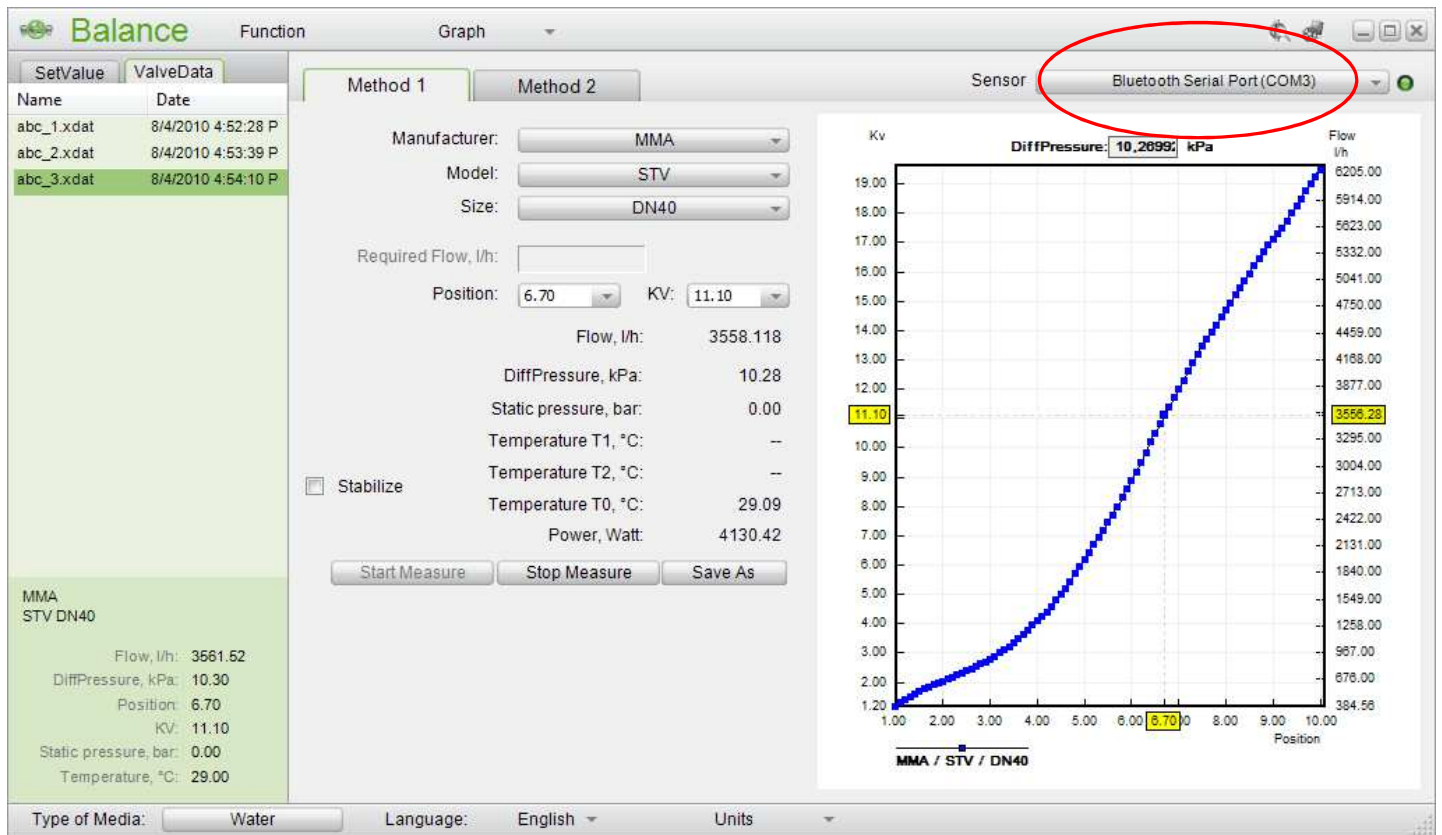 Balance Function Graph
SetValue ValveData
Name Date
abc_1.xdat 8/4/2010 4:52:28 P
abc_2.xdat 8/4/2010 4:53:39 P
abc_3.xdat 8/4/2010 4:54:10 P
MMA
STV DN40
Flow, l/h: 3561.52
DiffPressure, kPa: 10.30
Position: 6.70
KV: 11.10
Static pressure, bar: 0.00
Temperature, °C: 29.00
Method 1 Method 2
Sensor Bluetooth Serial Port (COM3)
Manufacturer: MMA
Model: STV
Size: DN40
Required Flow, l/h:
Position: 6.70 KV: 11.10
Flow, l/h: 3558.118
DiffPressure, kPa: 10.28
Static pressure, bar: 0.00
Temperature T1, °C: --
Temperature T2, °C: --
Stabilize
Temperature T0, °C: 29.09
Power, Watt: 4130.42
Start Measure Stop Measure Save As
Kv
DiffPressure: kPa
Flow
l/h
19.00
18.00
17.00
16.00
15.00
14.00
13.00
12.00
11.10
10.00
9.00
8.00
7.00
6.00
5.00
4.00
3.00
2.00
1.20
6205.00
5914.00
5623.00
5332.00
5041.00
4750.00
4459.00
4168.00
3877.00
3556.28
3295.00
3004.00
2713.00
2422.00
2131.00
1840.00
1549.00
1258.00
967.00
676.00
384.56
1.00 2.00 3.00 4.00 5.00 6.00 6.70 8.00 9.00 10.00
Position
MMA / STV / DN40
Type of Media: Water Language: English Units